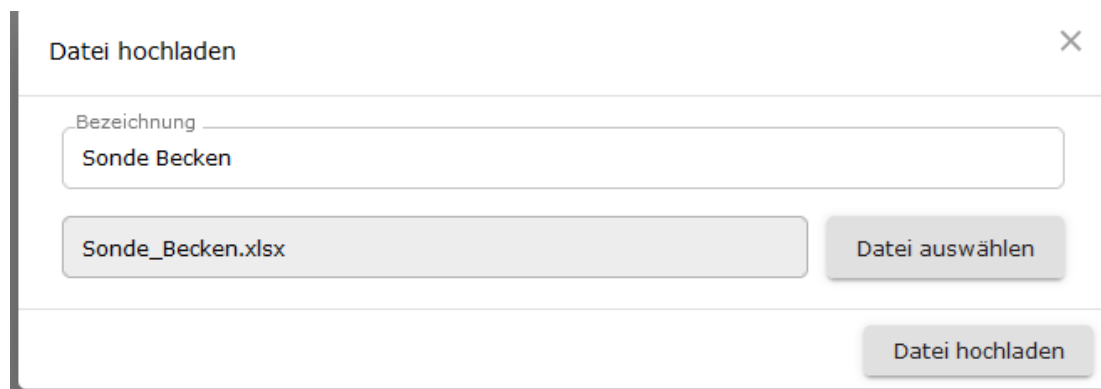 Datei hochladen
Bezeichnung
Sonde Becken
Sonde_Becken.xlsx
Datei auswählen
Datei hochladen